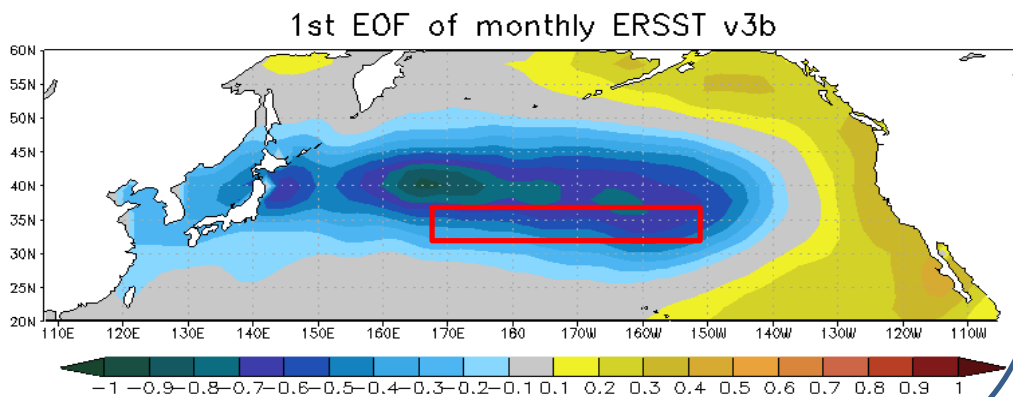 1st EOF of monthly ERSST v3b
60N
55N
50N
45N
40N
35N
30N
25N
20N
110E 120E 130E 140E 150E 160E 170E 180 170W 160W 150W 140W 130W 120W 110W
-1 -0.9 -0.8 -0.7 -0.6 -0.5 -0.4 -0.3 -0.2 -0.1 0.1 0.2 0.3 0.4 0.5 0.6 0.7 0.8 0.9 1